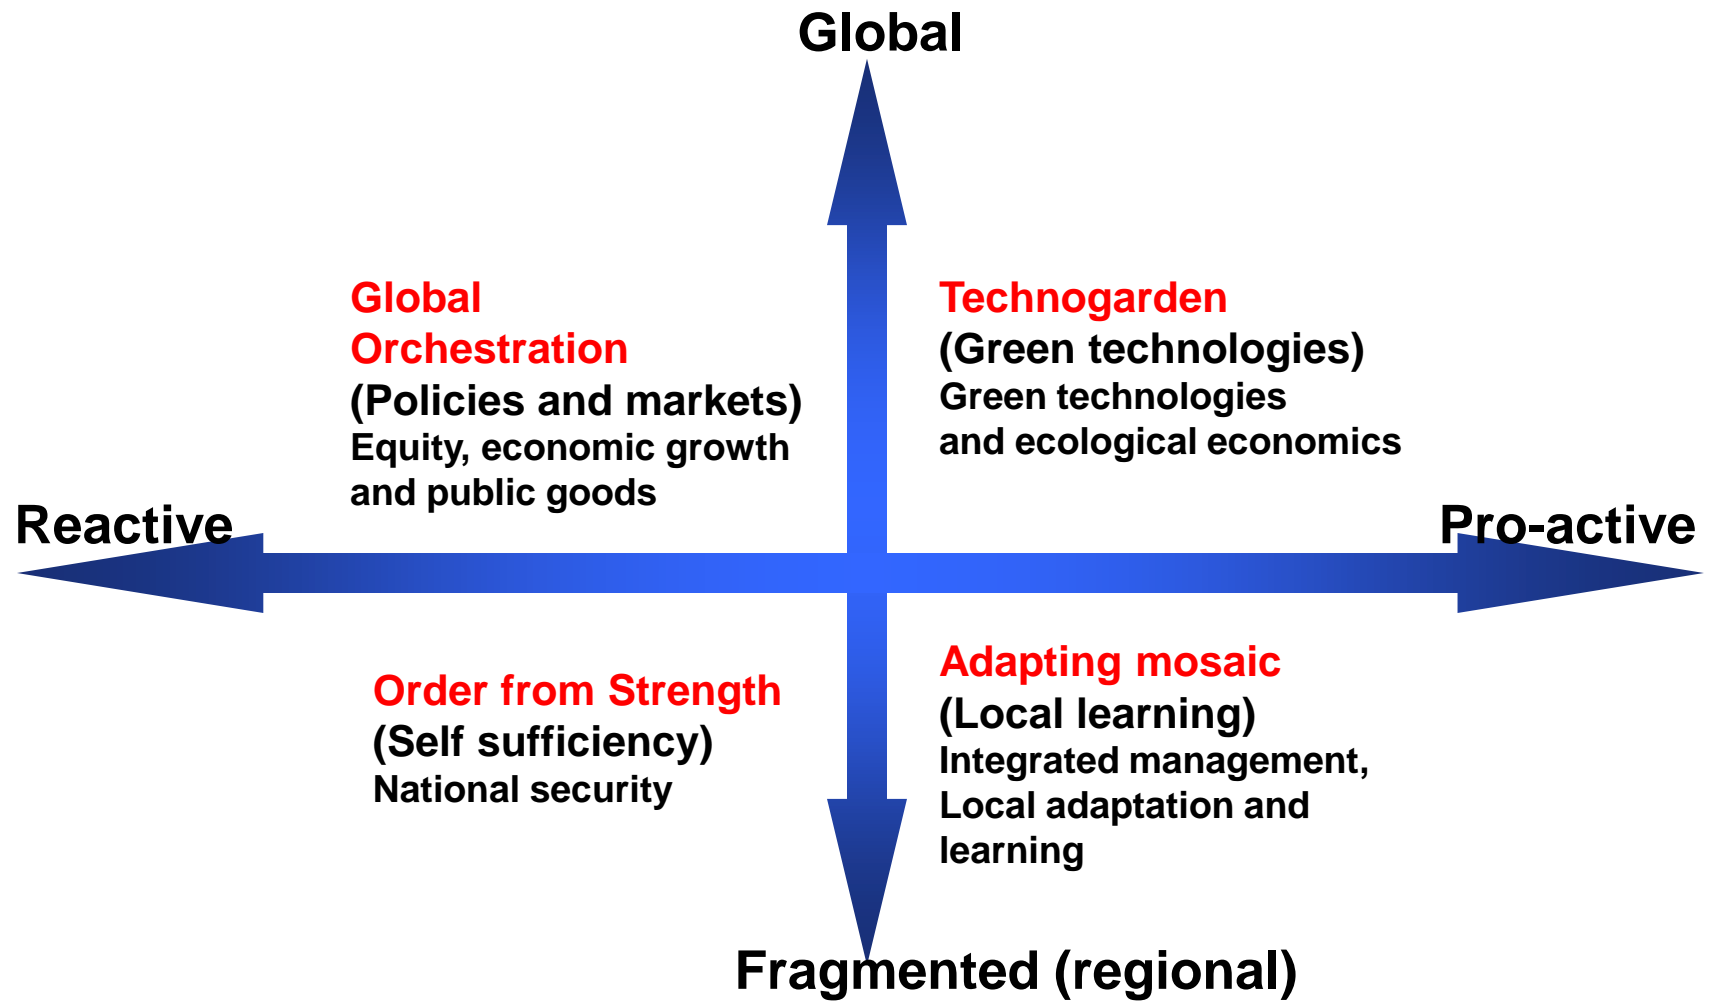 Global
Global
Orchestration
(Policies and markets)
Equity, economic growth
and public goods
Technogarden
(Green technologies)
Green technologies
and ecological economics
Reactive
Pro-active
Order from Strength
(Self sufficiency)
National security
Adapting mosaic
(Local learning)
Integrated management,
Local adaptation and
learning
Fragmented (regional)